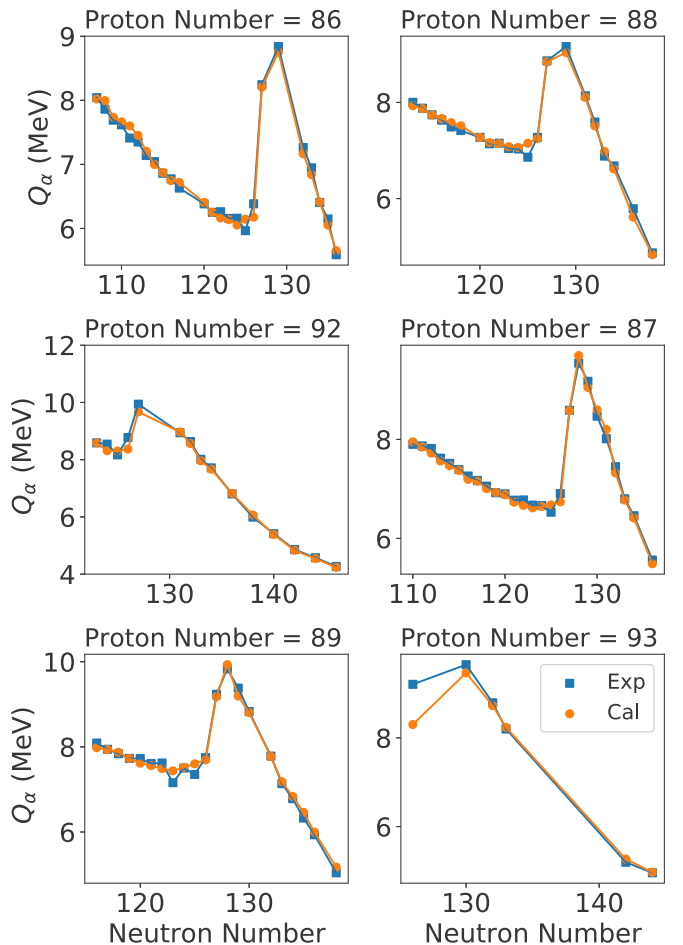 Proton Number = 86
Proton Number = 88
9
8
7
6
Qα (MeV)
110
120
130
8
6
120
130
Proton Number = 92
Proton Number = 87
12
10
8
6
4
Qα (MeV)
130
140
8
6
110
120
130
Proton Number = 89
Proton Number = 93
10
8
6
Qα (MeV)
120
130
Neutron Number
Exp
Cal
8
6
130
140
Neutron Number